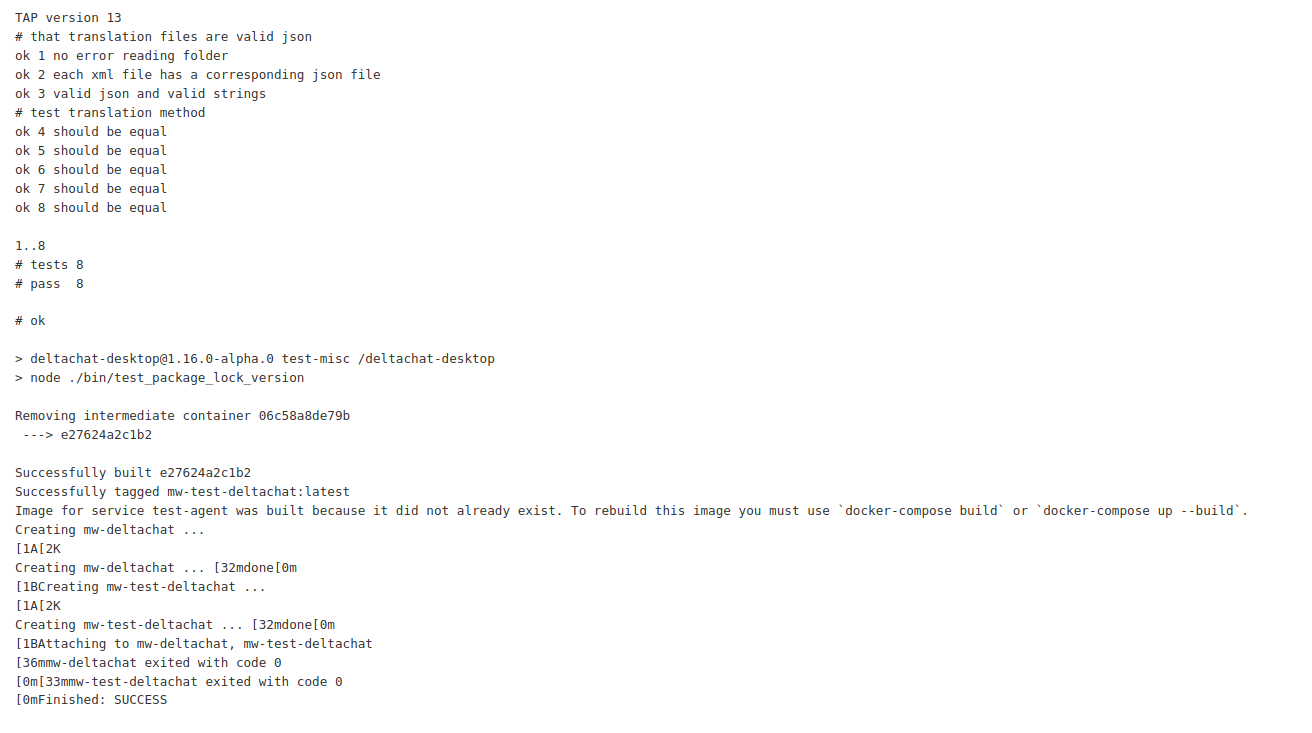 TAP version 13
# that translation files are valid json
ok 1 no error reading folder
ok 2 each xml file has a corresponding json file
ok 3 valid json and valid strings
# test translation method
ok 4 should be equal
ok 5 should be equal
ok 6 should be equal
ok 7 should be equal
ok 8 should be equal

1..8
# tests 8
# pass  8

# ok

> deltachat-desktop@1.16.0-alpha.0 test-misc /deltachat-desktop
> node ./bin/test_package_lock_version

Removing intermediate container 06c58a8de79b
 ---> e27624a2c1b2

Successfully built e27624a2c1b2
Successfully tagged mw-test-deltachat:latest
Image for service test-agent was built because it did not already exist. To rebuild this image you must use `docker-compose build` or `docker-compose up --build`.
Creating mw-deltachat ...
[1A[2K
Creating mw-deltachat ... [32mdone[0m
[1BCreating mw-test-deltachat ...
[1A[2K
Creating mw-test-deltachat ... [32mdone[0m
[1BAttaching to mw-deltachat, mw-test-deltachat
[36mmw-deltachat exited with code 0
[0m[33mmw-test-deltachat exited with code 0
[0mFinished: SUCCESS